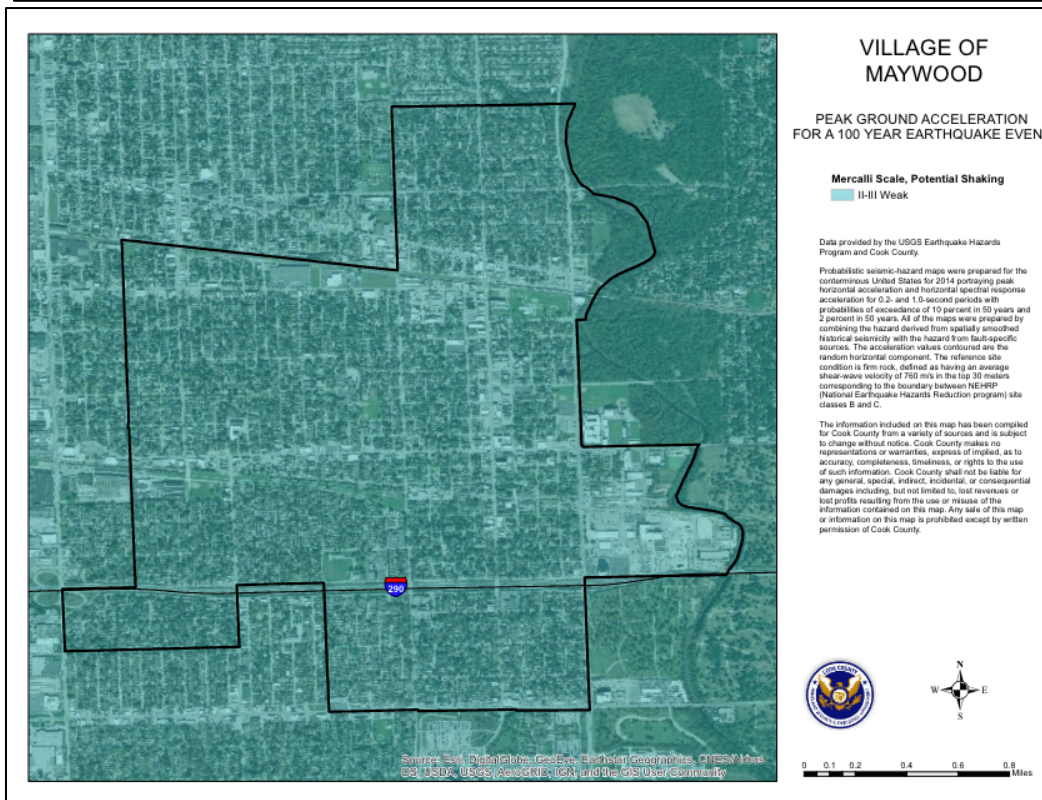 VILLAGE OF
MAYWOOD
PEAK GROUND ACCELERATION
FOR A 100 YEAR EARTHQUAKE EVEN
Mercalli Scale, Potential Shaking
II-III Weak
Data provided by the USGS Earthquake Hazards
Program and Cook County.
Probabilistic seismic-hazard maps were prepared for the
conterminous United States for 2014 portraying peak
horizontal acceleration and horizontal spectral response
acceleration for 0.2- and 1.0-second periods with
probabilities of exceedance of 10 percent in 50 years and
2 percent in 50 years. All of the maps were prepared by
combining the hazard derived from spatially smoothed
historical seismicity with the hazard from fault-specific
sources. The acceleration values contoured are the
random horizontal component. The reference site
condition is firm rock, defined as having an average
shear-wave velocity of 760 m/s in the top 30 meters
corresponding to the boundary between NEHRP
(National Earthquake Hazards Reduction program) site
classes B and C.
The information included on this map has been compiled
for Cook County from a variety of sources and is subject
to change without notice. Cook County makes no
representations or warranties, express of implied, as to
accuracy, completeness, timeliness, or rights to the use
of such information. Cook County shall not be liable for
any general, special, indirect, incidental, or consequential
damages including, but not limited to, lost revenues or
lost profits resulting from the use or misuse of the
information contained on this map. Any sale of this map
or information on this map is prohibited except by written
permission of Cook County.
290
Source: Esri, DigitalGlobe, GeoEye, Earthstar Geographics, CNES/Airbus
DS, USDA, USGS, AeroGRID, IGN, and the GIS User Community
COOK COUNTY
N
W E
S
0 0.1 0.2 0.4 0.6 0.8
Miles